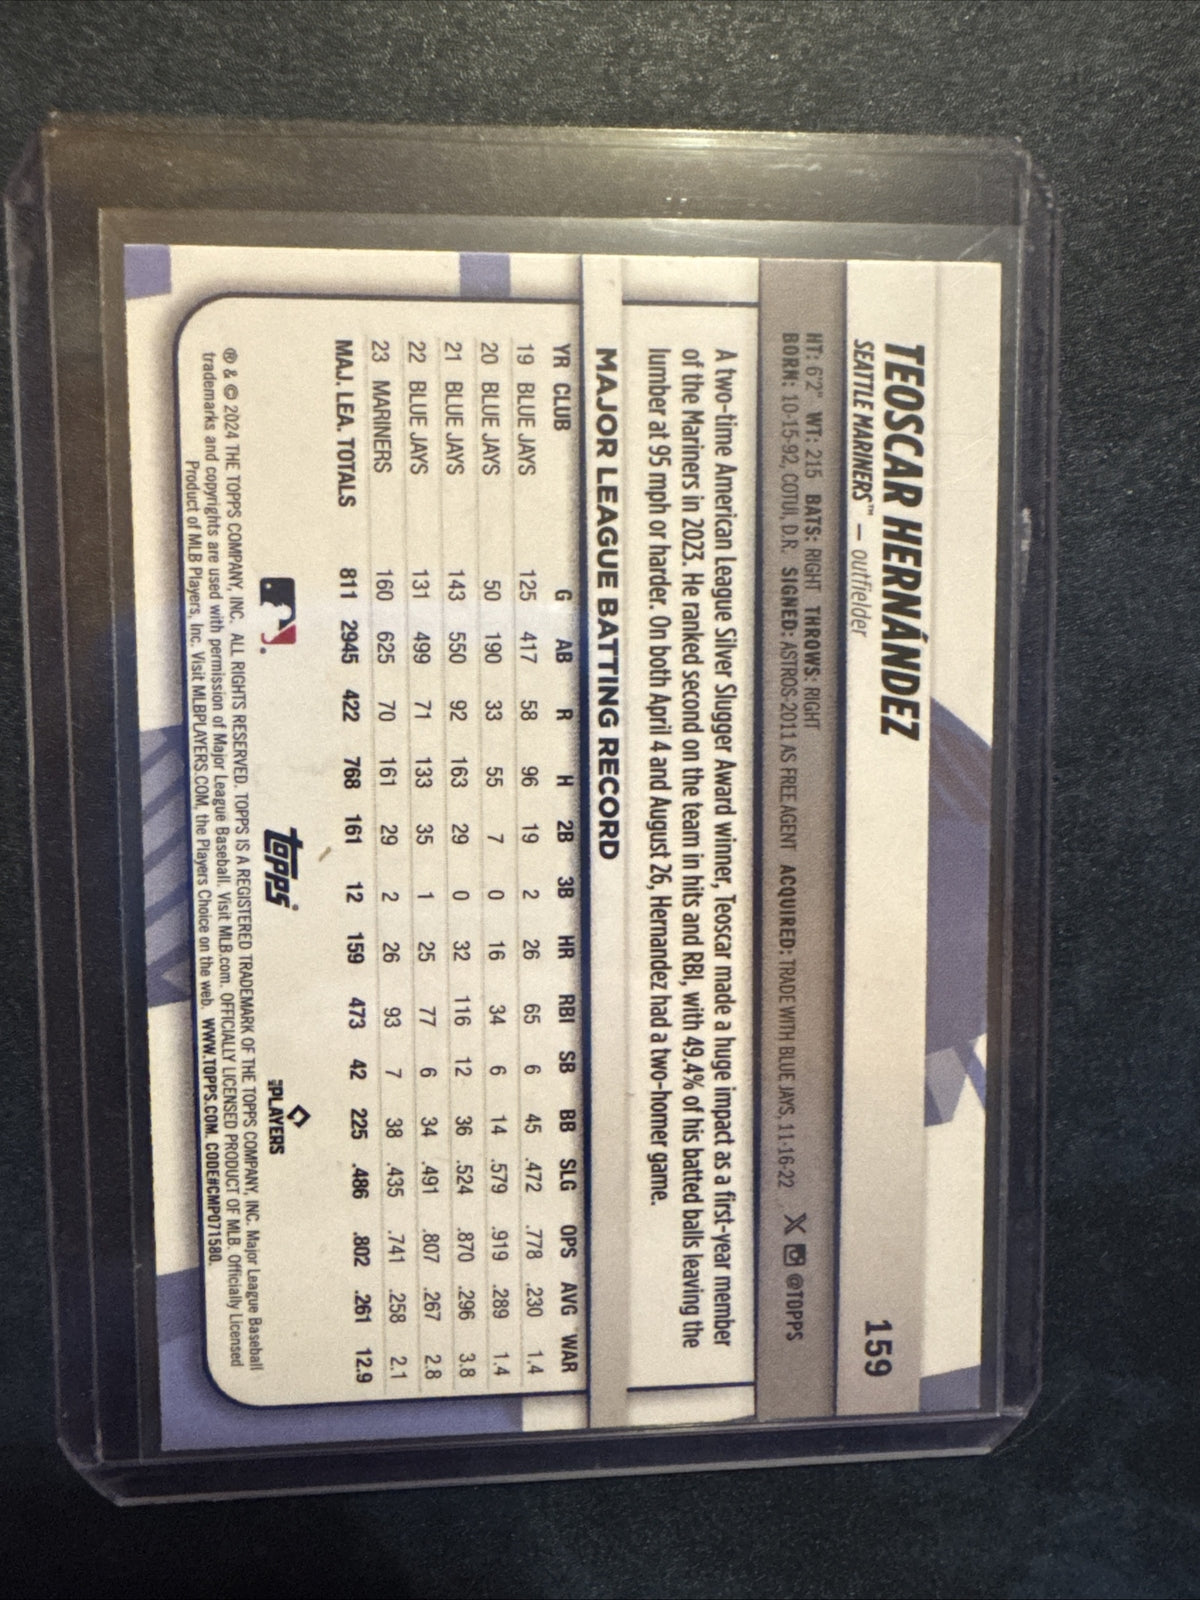 TEOSCAR HERNÁNDEZ
SEATTLE MARINERS™ — outfielder
159
HT: 6'2" WT: 215 BATS: RIGHT THROWS: RIGHT
BORN: 10-15-92, COTUI, D.R. SIGNED: ASTROS-2011 AS FREE AGENT ACQUIRED: TRADE WITH BLUE JAYS, 11-16-22 X @TOPPS
A two-time American League Silver Slugger Award winner, Teoscar made a huge impact as a first-year member
of the Mariners in 2023. He ranked second on the team in hits and RBI, with 49.4% of his batted balls leaving the
lumber at 95 mph or harder. On both April 4 and August 26, Hernandez had a two-homer game.
MAJOR LEAGUE BATTING RECORD
YR CLUB G AB R H 2B 3B HR RBI SB BB SLG OPS AVG WAR
19 BLUE JAYS 125 417 58 96 19 2 26 65 6 45 .472 .778 .230 1.4
20 BLUE JAYS 50 190 33 55 7 0 16 34 6 14 .579 .919 .289 1.4
21 BLUE JAYS 143 550 92 163 29 0 32 116 12 36 .524 .870 .296 3.8
22 BLUE JAYS 131 499 71 133 35 1 25 77 6 34 .491 .807 .267 2.8
23 MARINERS 160 625 70 161 29 2 26 93 7 38 .435 .741 .258 2.1
MAJ. LEA. TOTALS 811 2945 422 768 161 12 159 473 42 225 .486 .802 .261 12.9
topps® PLAYERS
® & © 2024 THE TOPPS COMPANY, INC. ALL RIGHTS RESERVED. TOPPS IS A REGISTERED TRADEMARK OF THE TOPPS COMPANY, INC. Major League Baseball
trademarks and copyrights are used with permission of Major League Baseball. Visit MLB.com. OFFICIALLY LICENSED PRODUCT OF MLB. Officially Licensed
Product of MLB Players, Inc. Visit MLBPLAYERS.COM, the Players Choice on the web. WWW.TOPPS.COM. CODE#CMP071580.